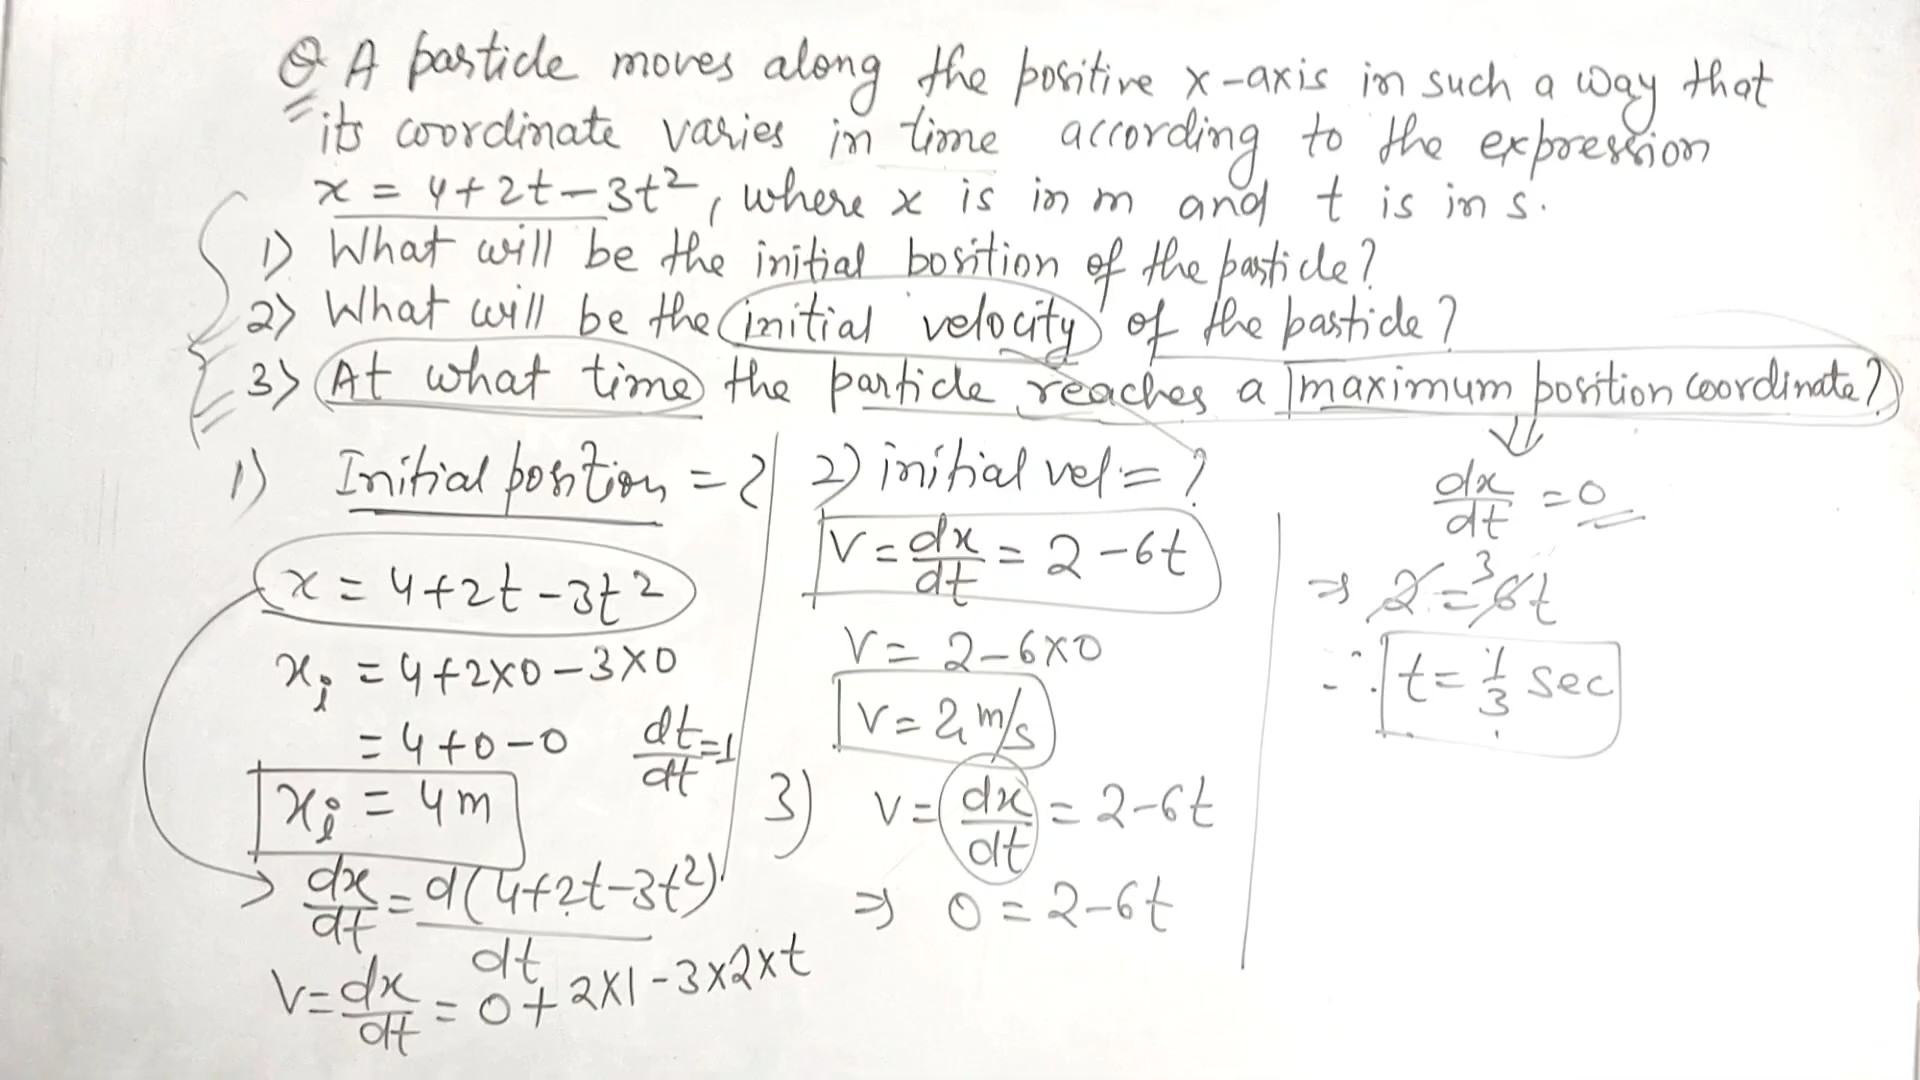 Q A particle moves along the positive x-axis in such a way that
its coordinate varies in time according to the expression
x = 4+2t-3t², where x is in m and t is in s.
1) What will be the initial position of the particle?
2) What will be the initial velocity of the particle?
3) At what time the particle reaches a maximum position coordinate?
1) Initial position = ?
x = 4+2t-3t²
xᵢ = 4+2×0-3×0
= 4+0-0
dt/dt=1
xᵢ = 4m
dx/dt = d(4+2t-3t²)/dt
V=dx/dt = 0+2×1-3×2×t
2) initial vel = ?
V = dx/dt = 2-6t
V = 2-6×0
V = 2 m/s
3) V = dx/dt = 2-6t
⇒ 0 = 2-6t
dx/dt = 0
⇒ 2 = 6t 3
∴ t = 1/3 sec